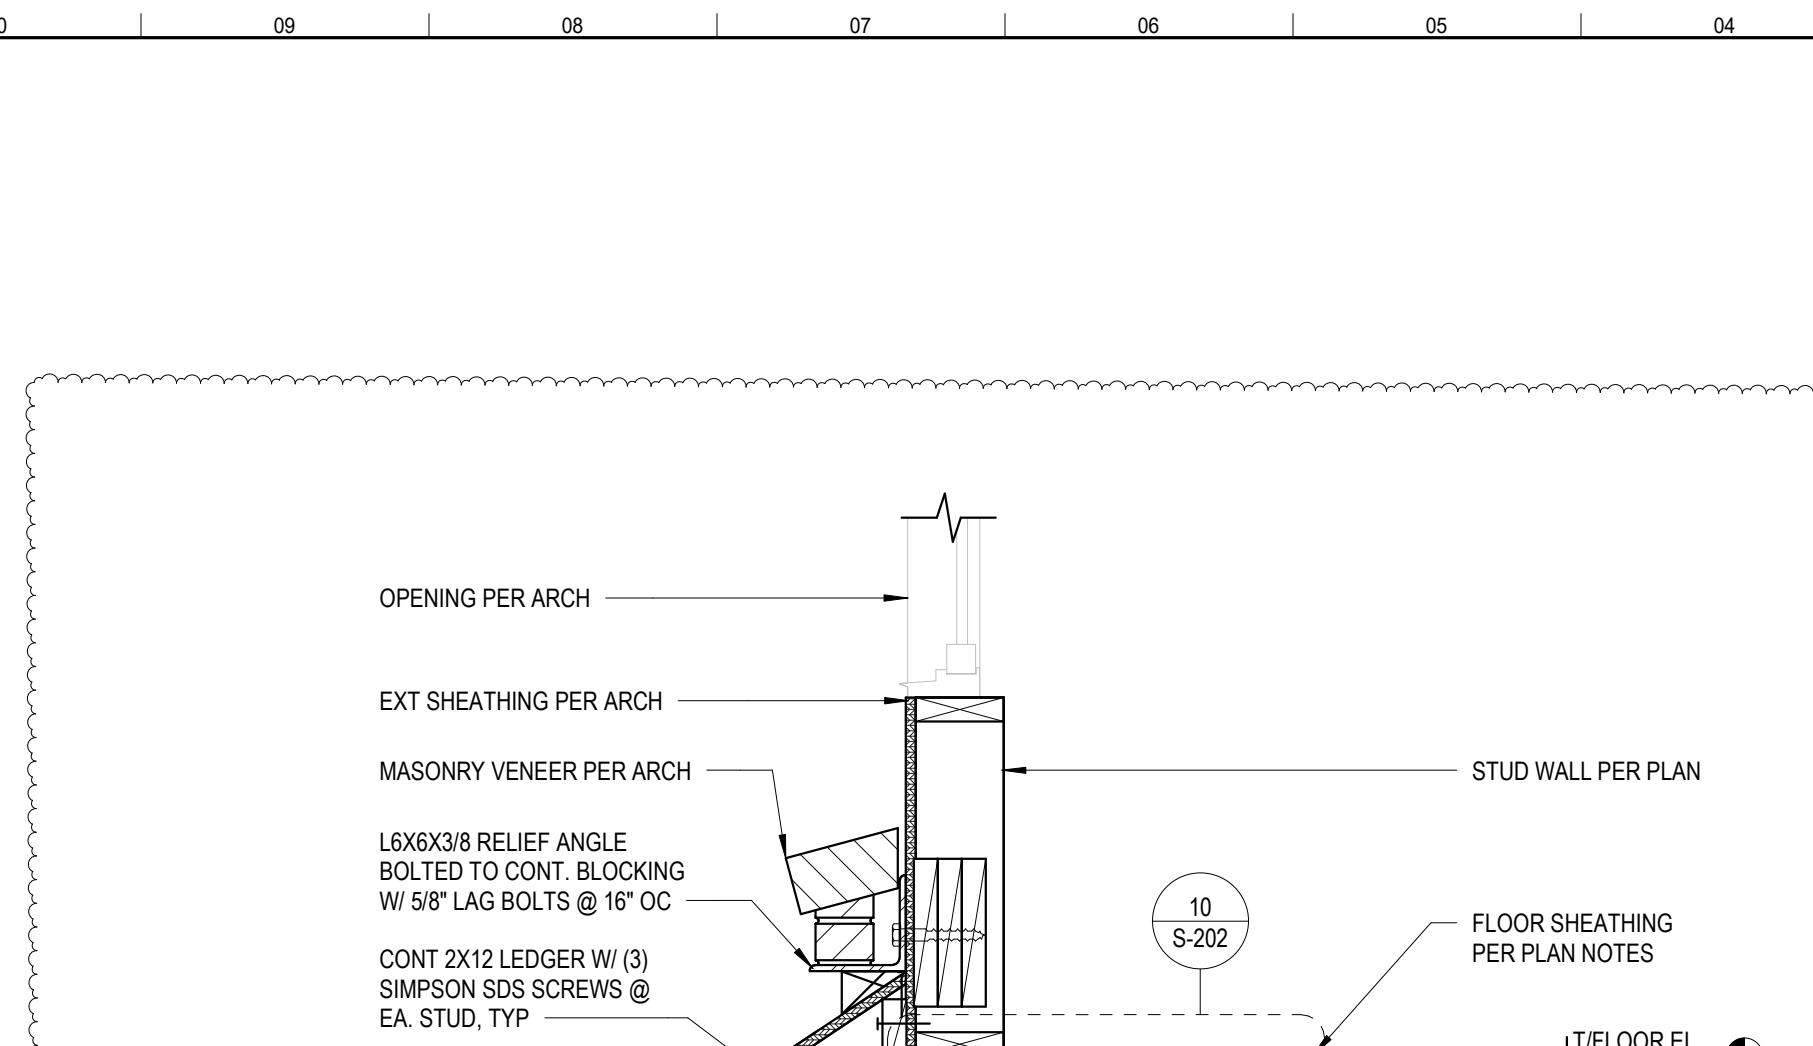 09
08
07
06
05
04
OPENING PER ARCH
EXT SHEATHING PER ARCH
MASONRY VENEER PER ARCH
STUD WALL PER PLAN
L6X6X3/8 RELIEF ANGLE
BOLTED TO CONT. BLOCKING
W/ 5/8" LAG BOLTS @ 16" OC
10
S-202
FLOOR SHEATHING
PER PLAN NOTES
CONT 2X12 LEDGER W/ (3)
SIMPSON SDS SCREWS @
EA. STUD, TYP
T/FLOOR EL